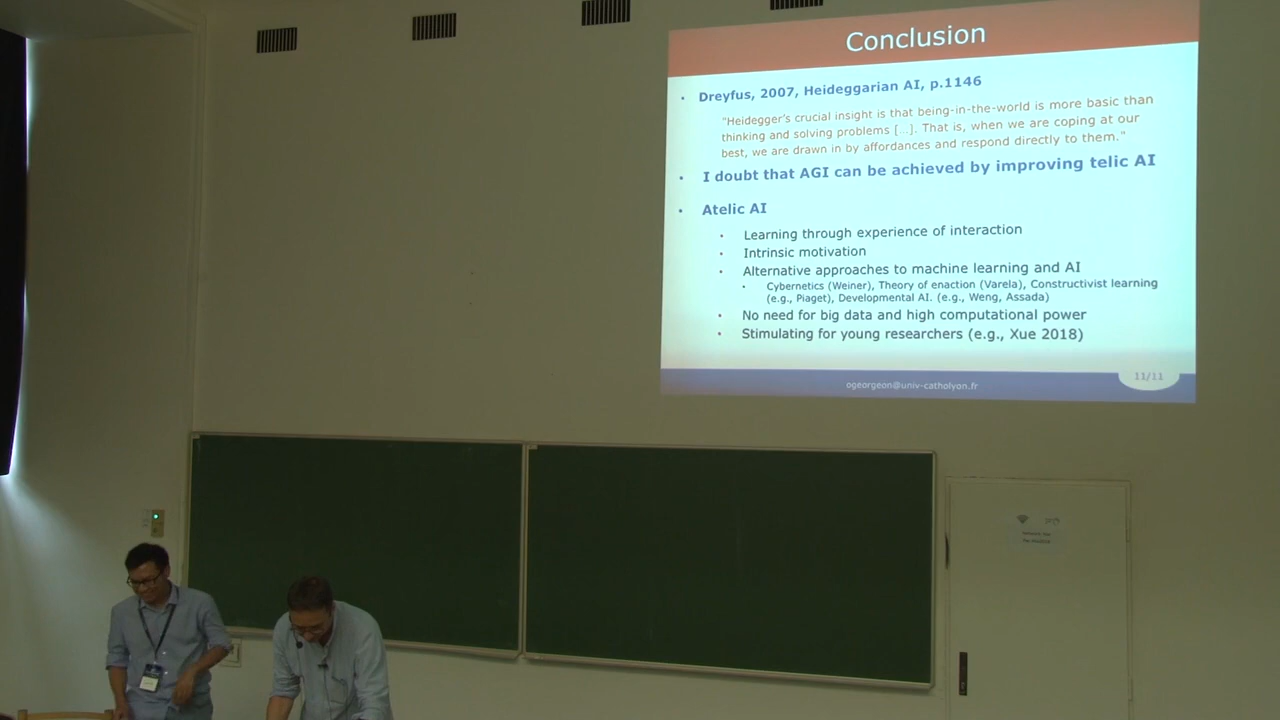 Conclusion
Dreyfus, 2007, Heideggarian AI, p.1146
"Heidegger's crucial insight is that being-in-the-world is more basic than
thinking and solving problems [...]. That is, when we are coping at our
best, we are drawn in by affordances and respond directly to them."
I doubt that AGI can be achieved by improving telic AI
Atelic AI
Learning through experience of interaction
Intrinsic motivation
Alternative approaches to machine learning and AI
Cybernetics (Weiner), Theory of enaction (Varela), Constructivist learning
(e.g., Piaget), Developmental AI. (e.g., Weng, Assada)
No need for big data and high computational power
Stimulating for young researchers (e.g., Xue 2018)
ogeorgeon@univ-catholyon.fr
11/11